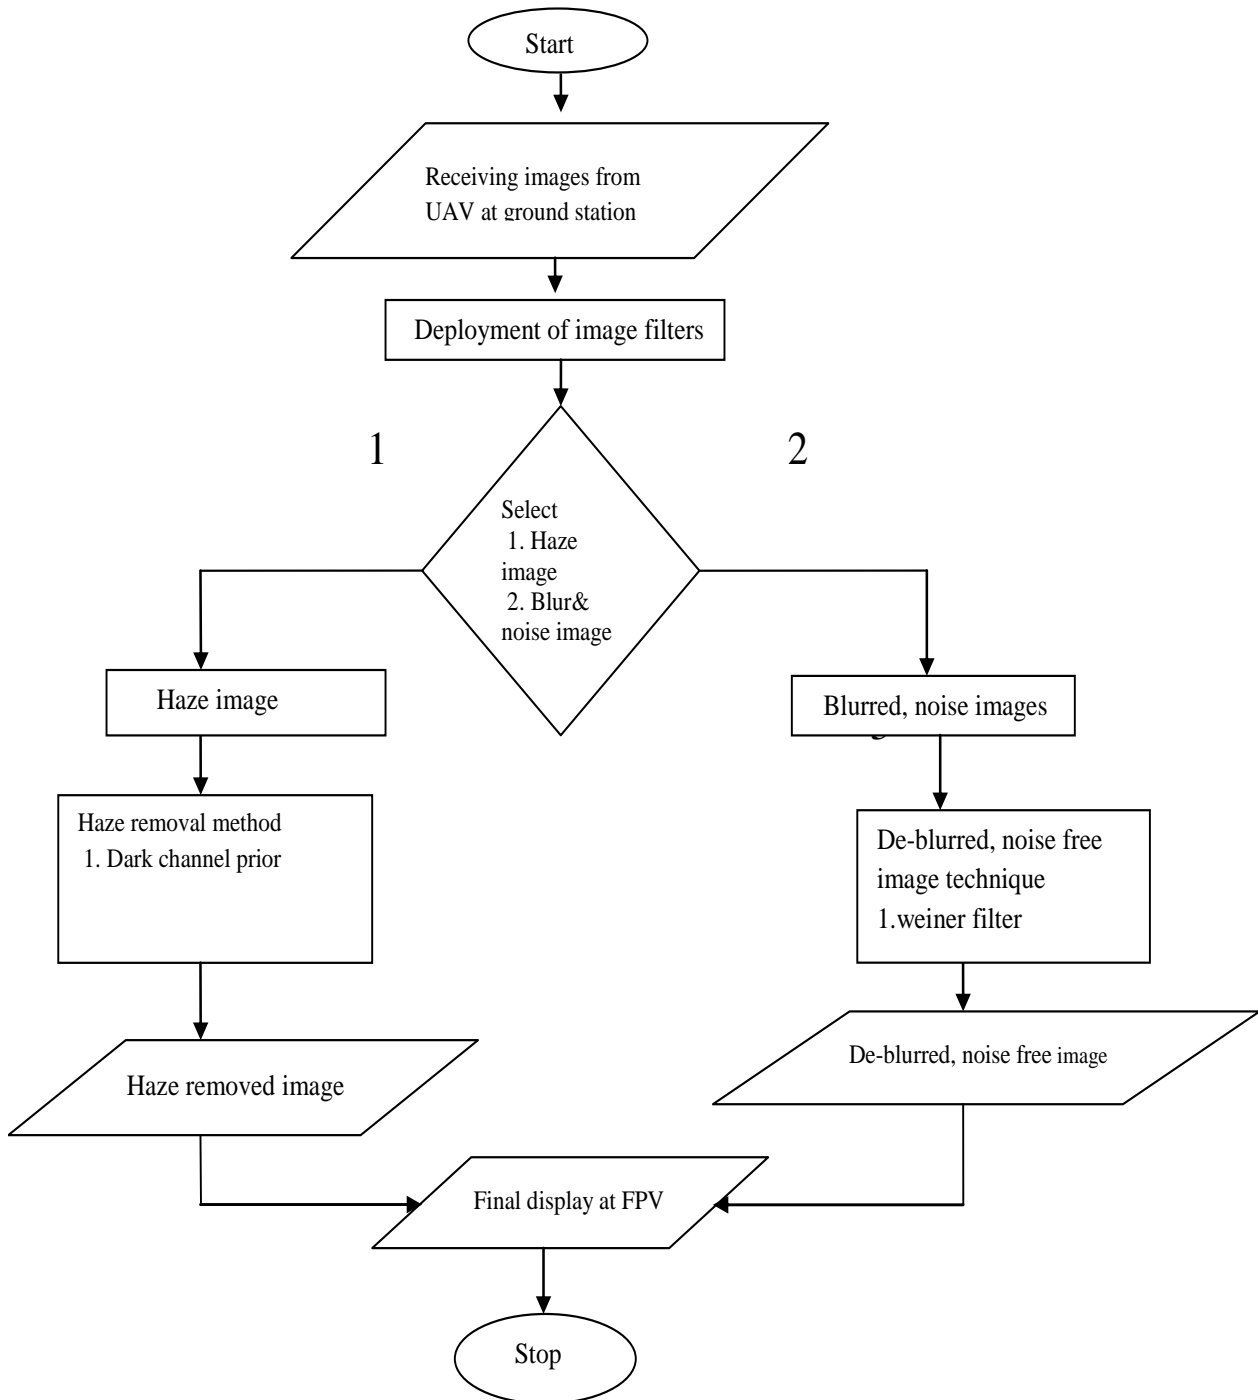 Start
Receiving images from
UAV at ground station
Deployment of image filters
1
2
Select
1. Haze
image
2. Blur&
noise image
Haze image
Blurred, noise images
Haze removal method
1. Dark channel prior
De-blurred, noise free
image technique
1.weiner filter
Haze removed image
De-blurred, noise free image
Final display at FPV
Stop